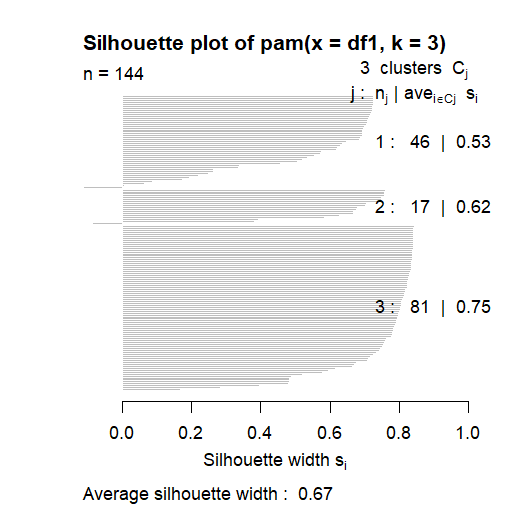 Silhouette plot of pam(x = df1, k = 3)
n = 144
3 clusters Cj
j : nj | avei∈Cj si
1 : 46 | 0.53
2 : 17 | 0.62
3 : 81 | 0.75
0.0 0.2 0.4 0.6 0.8 1.0
Silhouette width si
Average silhouette width : 0.67